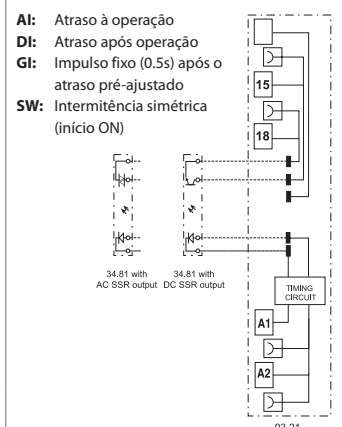 AI: Atraso à operação
DI: Atraso após operação
GI: Impulso fixo (0.5s) após o
atraso pré-ajustado
SW: Intermitência simétrica
(início ON)
15
18
34.81 with
AC SSR output
34.81 with
DC SSR output
TIMING
CIRCUIT
A1
A2
93.21